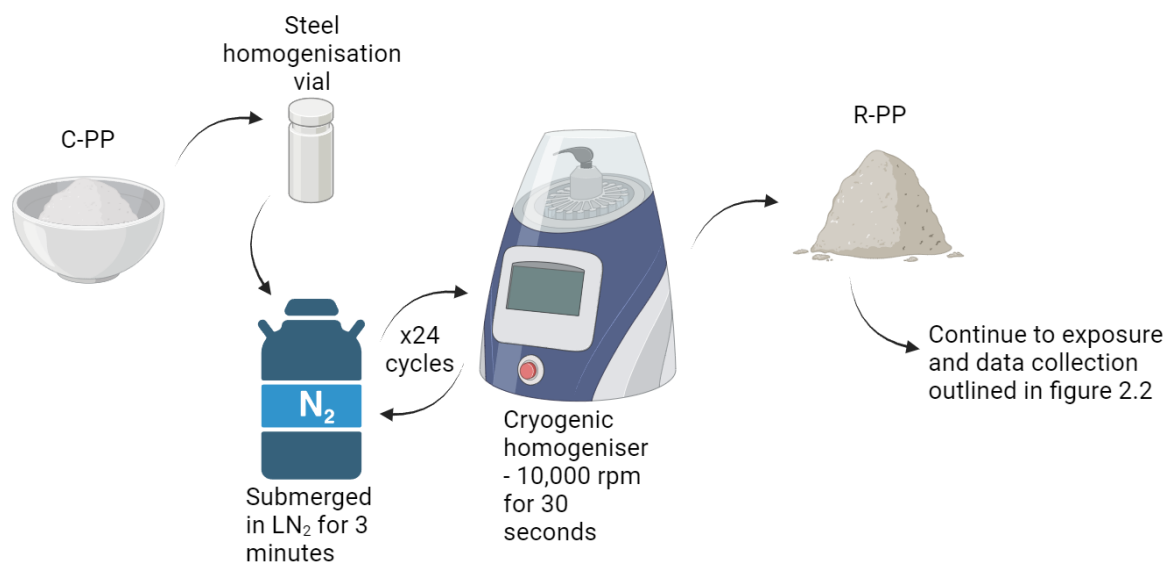 Steel
homogenisation
vial
C-PP
R-PP
x24
cycles
N₂
Submerged
in LN₂ for 3
minutes
Cryogenic
homogeniser
- 10,000 rpm
for 30
seconds
Continue to exposure
and data collection
outlined in figure 2.2